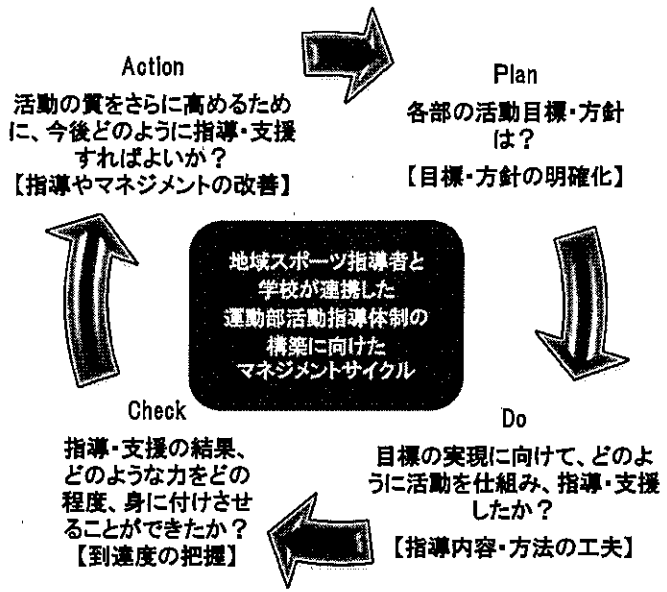 Action
活動の質をさらに高めるため
に、今後どのように指導・支援
すればよいか？
【指導やマネジメントの改善】
Plan
各部の活動目標・方針
は？
【目標・方針の明確化】
地域スポーツ指導者と
学校が連携した
運動部活動指導体制の
構築に向けた
マネジメントサイクル
Check
指導・支援の結果、
どのような力をどの
程度、身に付けさせ
ることができたか？
【到達度の把握】
Do
目標の実現に向けて、どのよ
うに活動を仕組み、指導・支援
したか？
【指導内容・方法の工夫】